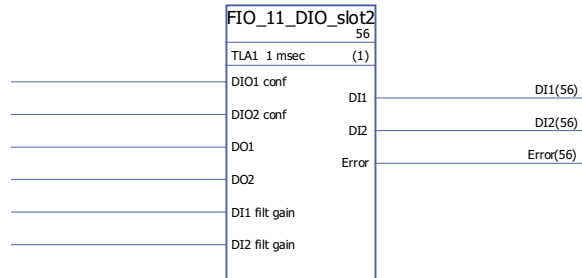 FIO_11_DIO_slot2
56
TLA1 1 msec (1)
DIO1 conf
DI1 DI1(56)
DIO2 conf
DI2 DI2(56)
DO1
Error Error(56)
DO2
DI1 filt gain
DI2 filt gain